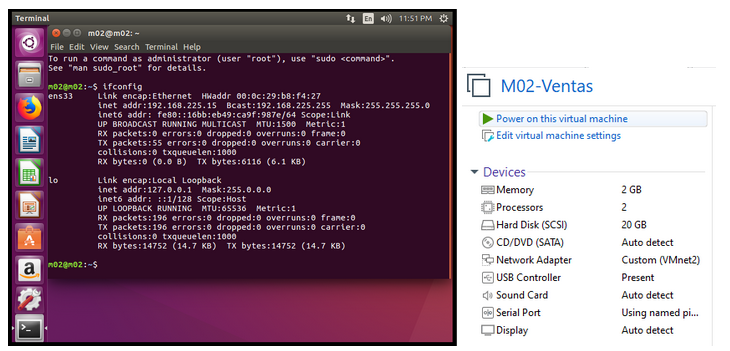 Terminal
En
11:51 PM
m02@m02: ~
File Edit View Search Terminal Help
To run a command as administrator (user "root"), use "sudo <command>".
See "man sudo_root" for details.
m02@m02:~$ ifconfig
ens33 Link encap:Ethernet HWaddr 00:0c:29:b8:f4:27
inet addr:192.168.225.15 Bcast:192.168.225.255 Mask:255.255.255.0
inet6 addr: fe80::16bb:eb49:ca9f:987e/64 Scope:Link
UP BROADCAST RUNNING MULTICAST MTU:1500 Metric:1
RX packets:0 errors:0 dropped:0 overruns:0 frame:0
TX packets:55 errors:0 dropped:0 overruns:0 carrier:0
collisions:0 txqueuelen:1000
RX bytes:0 (0.0 B) TX bytes:6116 (6.1 KB)
lo Link encap:Local Loopback
inet addr:127.0.0.1 Mask:255.0.0.0
inet6 addr: ::1/128 Scope:Host
UP LOOPBACK RUNNING MTU:65536 Metric:1
RX packets:196 errors:0 dropped:0 overruns:0 frame:0
TX packets:196 errors:0 dropped:0 overruns:0 carrier:0
collisions:0 txqueuelen:1000
RX bytes:14752 (14.7 KB) TX bytes:14752 (14.7 KB)
m02@m02:~$
M02-Ventas
Power on this virtual machine
Edit virtual machine settings
Devices
Memory 2 GB
Processors 2
Hard Disk (SCSI) 20 GB
CD/DVD (SATA) Auto detect
Network Adapter Custom (VMnet2)
USB Controller Present
Sound Card Auto detect
Serial Port Using named pi...
Display Auto detect